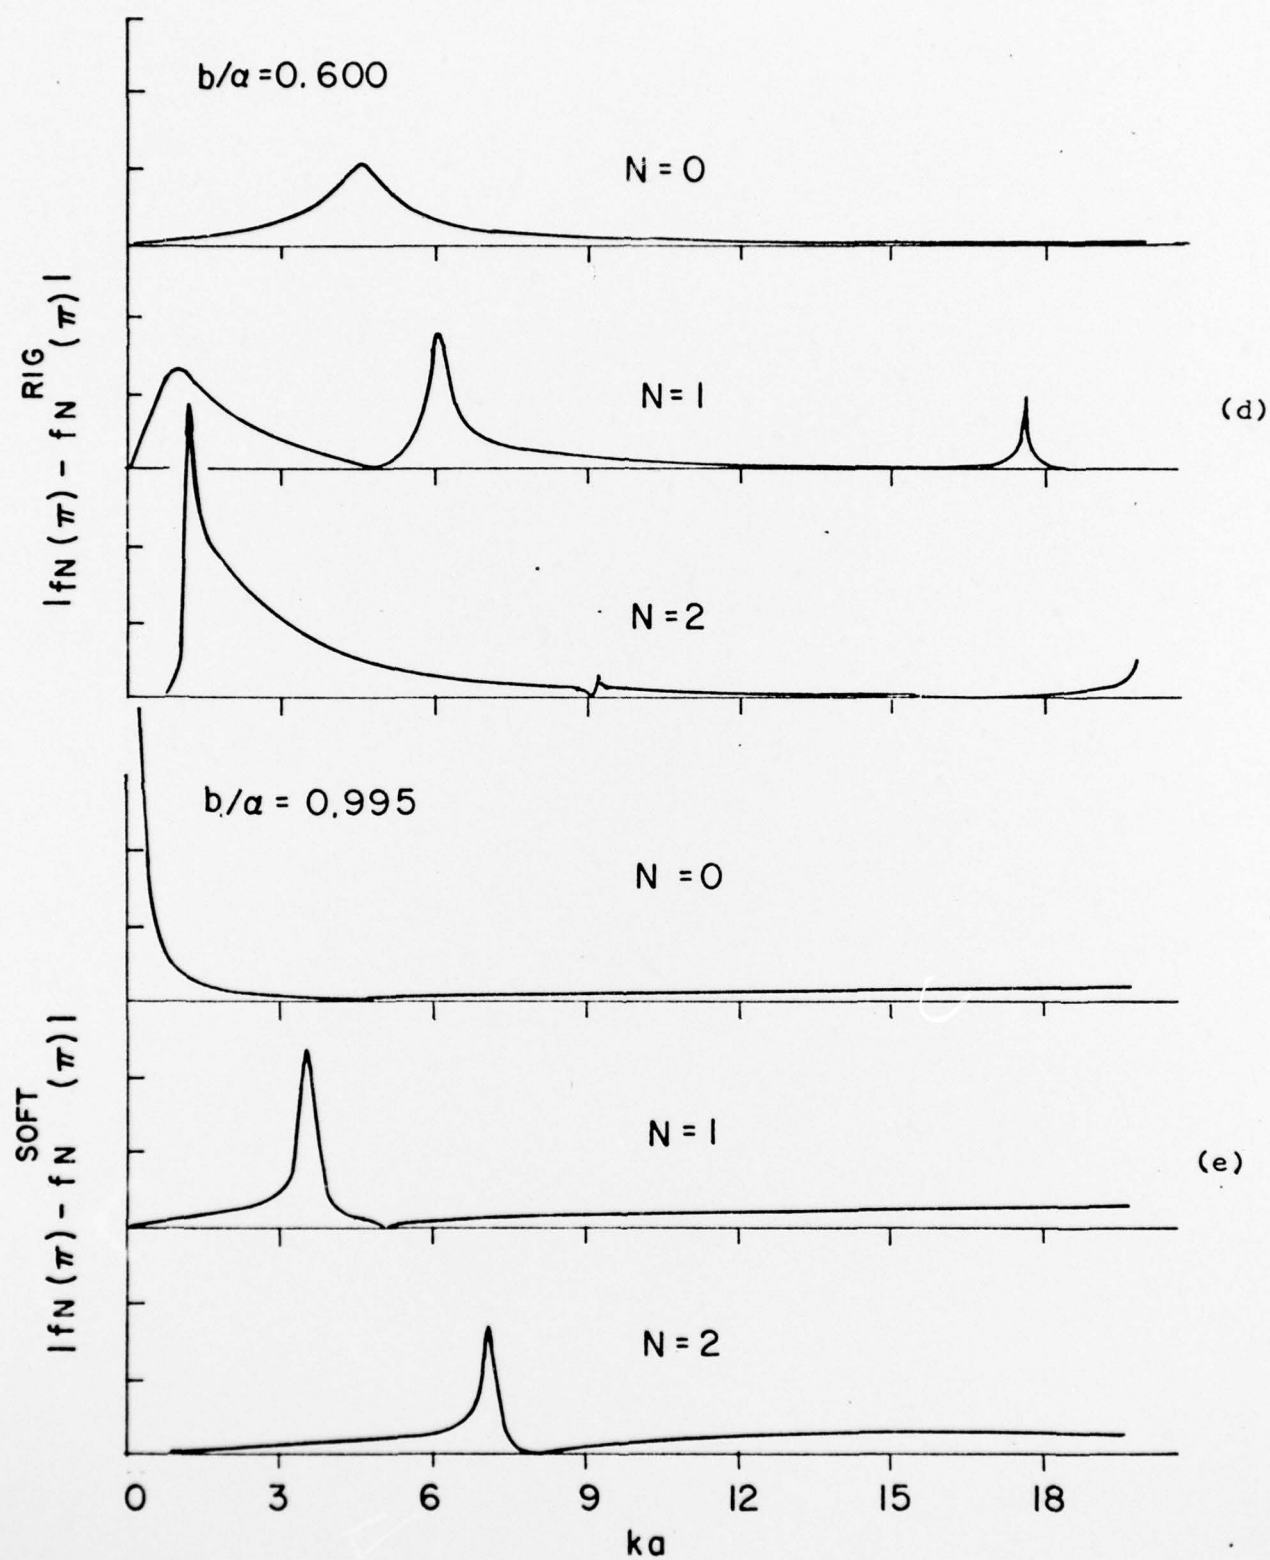 b/a = 0.600
N = 0
|fN (π) − fN RIG (π)|
N = 1
(d)
N = 2
b/a = 0.995
N = 0
|fN (π) − fN SOFT (π)|
N = 1
(e)
N = 2
0 3 6 9 12 15 18
ka